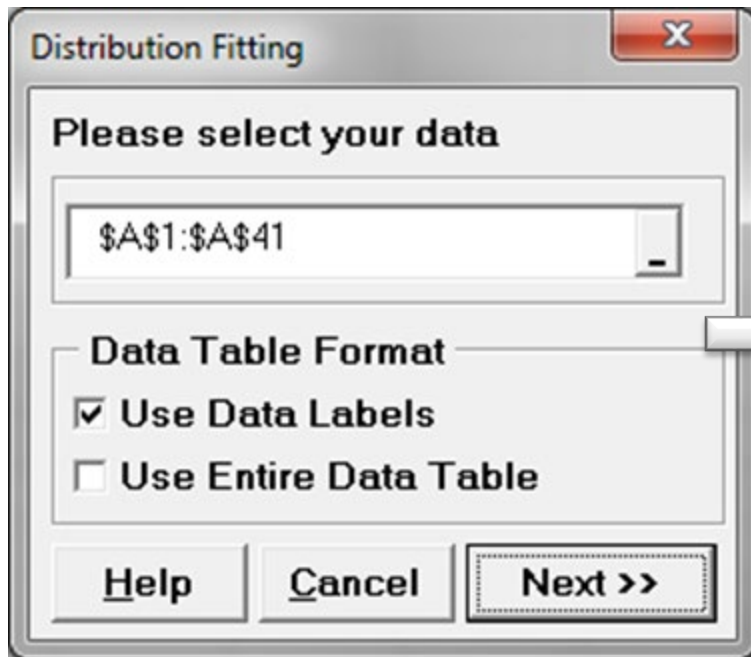 Distribution Fitting
Please select your data
$A$1:$A$41
Data Table Format
Use Data Labels
Use Entire Data Table
Help Cancel Next >>